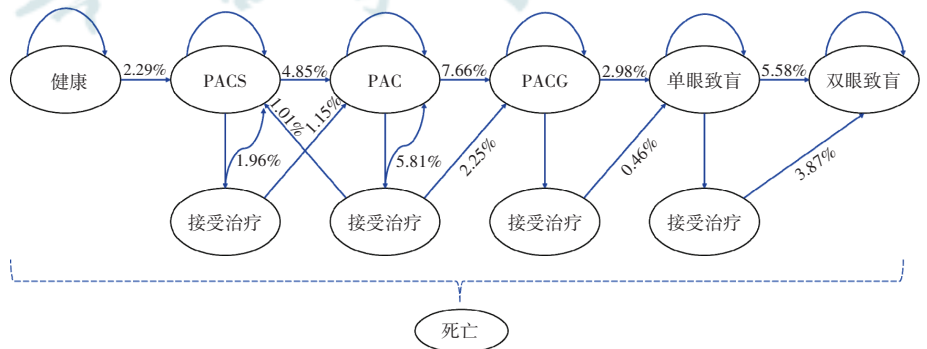 健康
2.29%
PACS
4.85%
PAC
7.66%
PACG
2.98%
单眼致盲
5.58%
双眼致盲
1.01%
1.15%
1.96%
5.81%
2.25%
0.46%
3.87%
接受治疗
接受治疗
接受治疗
接受治疗
死亡